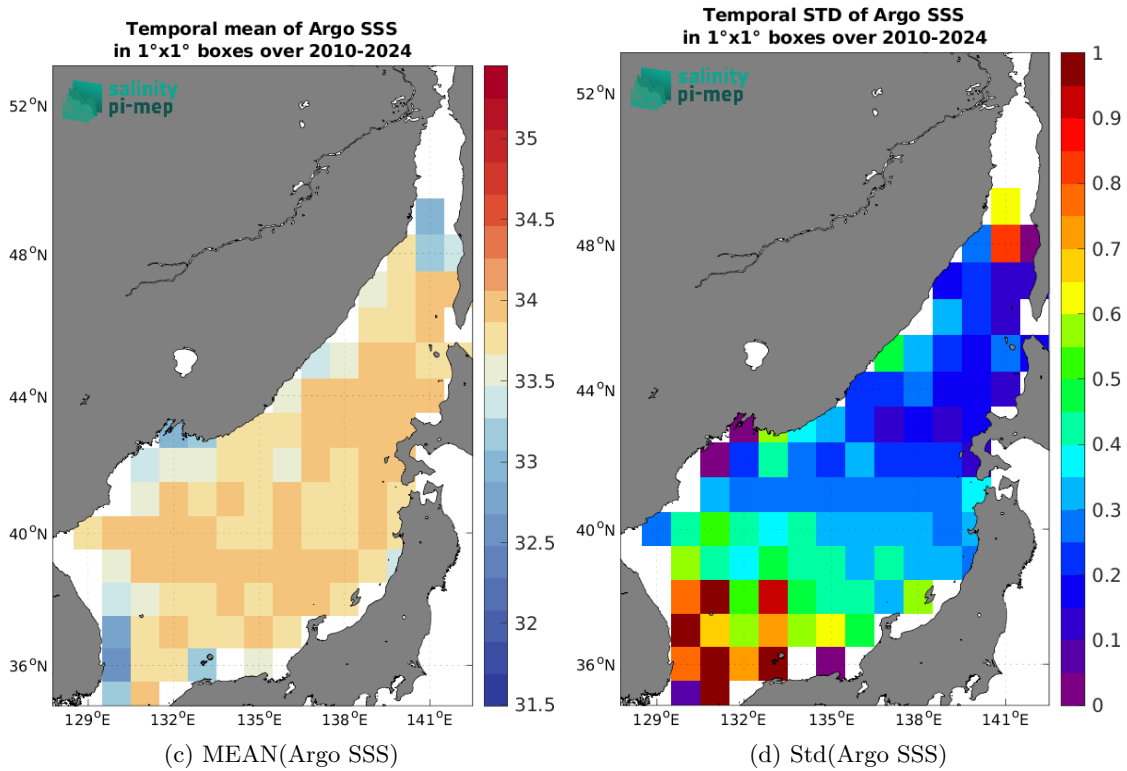 Temporal mean of Argo SSS
in 1°x1° boxes over 2010-2024
salinity
pi-mep
52°N
48°N
44°N
40°N
36°N
129°E
132°E
135°E
138°E
141°E
35
34.5
34
33.5
33
32.5
32
31.5
(c) MEAN(Argo SSS)
Temporal STD of Argo SSS
in 1°x1° boxes over 2010-2024
salinity
pi-mep
52°N
48°N
44°N
40°N
36°N
129°E
132°E
135°E
138°E
141°E
1
0.9
0.8
0.7
0.6
0.5
0.4
0.3
0.2
0.1
0
(d) Std(Argo SSS)